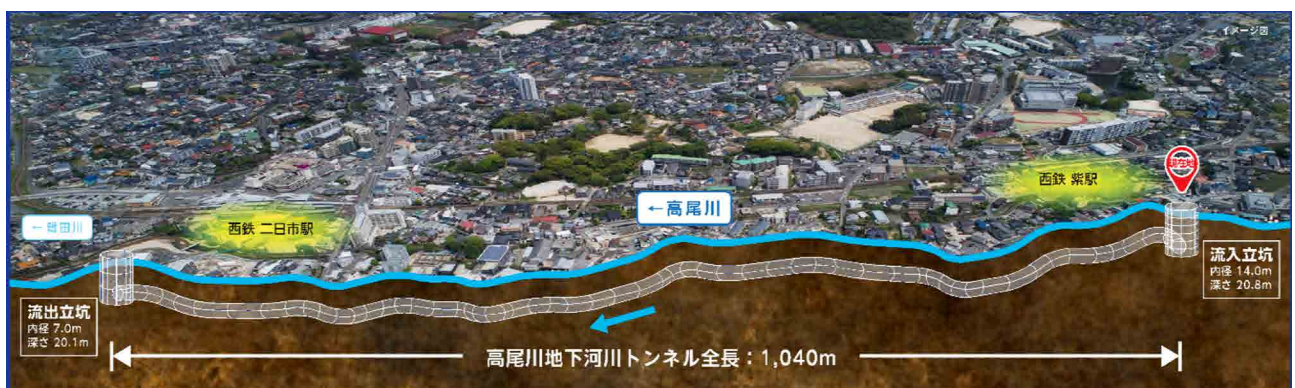 イメージ図
現在地
西鉄 紫駅
←高尾川
←鷺田川
西鉄 二日市駅
流入立坑
内径 14.0m
深さ 20.8m
流出立坑
内径 7.0m
深さ 20.1m
高尾川地下河川トンネル全長：1,040m